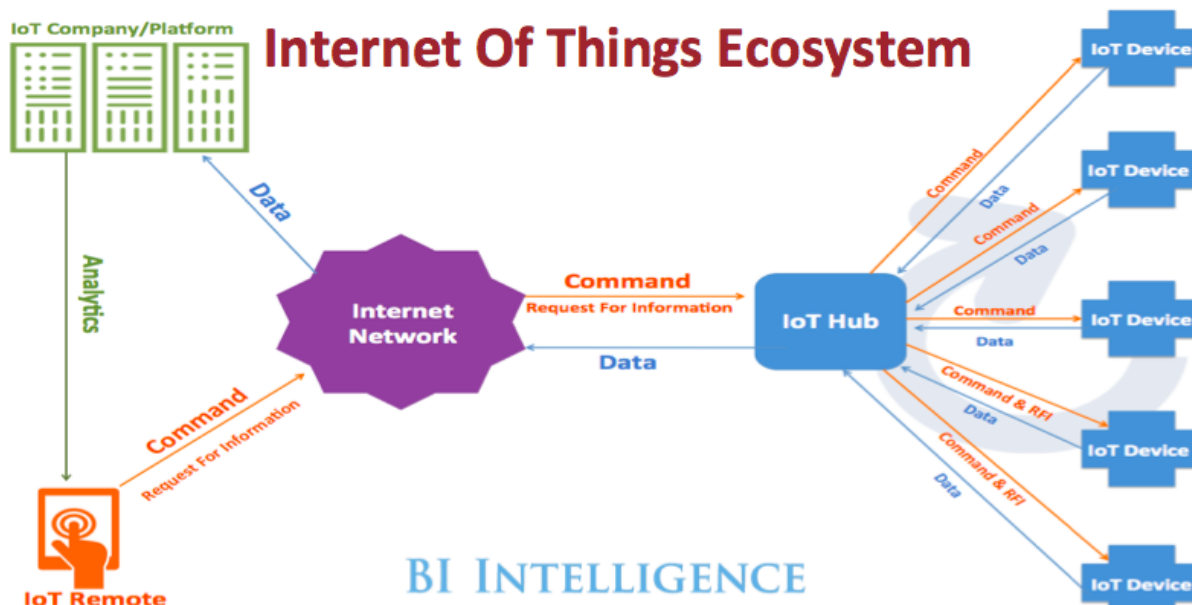 IoT Company/Platform
Internet Of Things Ecosystem
IoT Device
Command
Data
IoT Device
Command
Data
Data
Analytics
Internet
Network
Command
Request For Information
Data
IoT Hub
Command
Data
IoT Device
Command & RFI
Data
IoT Device
Command
Request For Information
Command & RFI
Data
IoT Device
IoT Remote
BI INTELLIGENCE